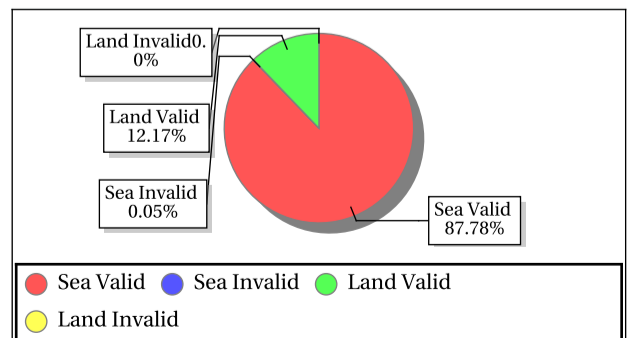 Land Invalid0.
0%
Land Valid
12.17%
Sea Invalid
0.05%
Sea Valid
87.78%
Sea Valid Sea Invalid Land Valid
Land Invalid